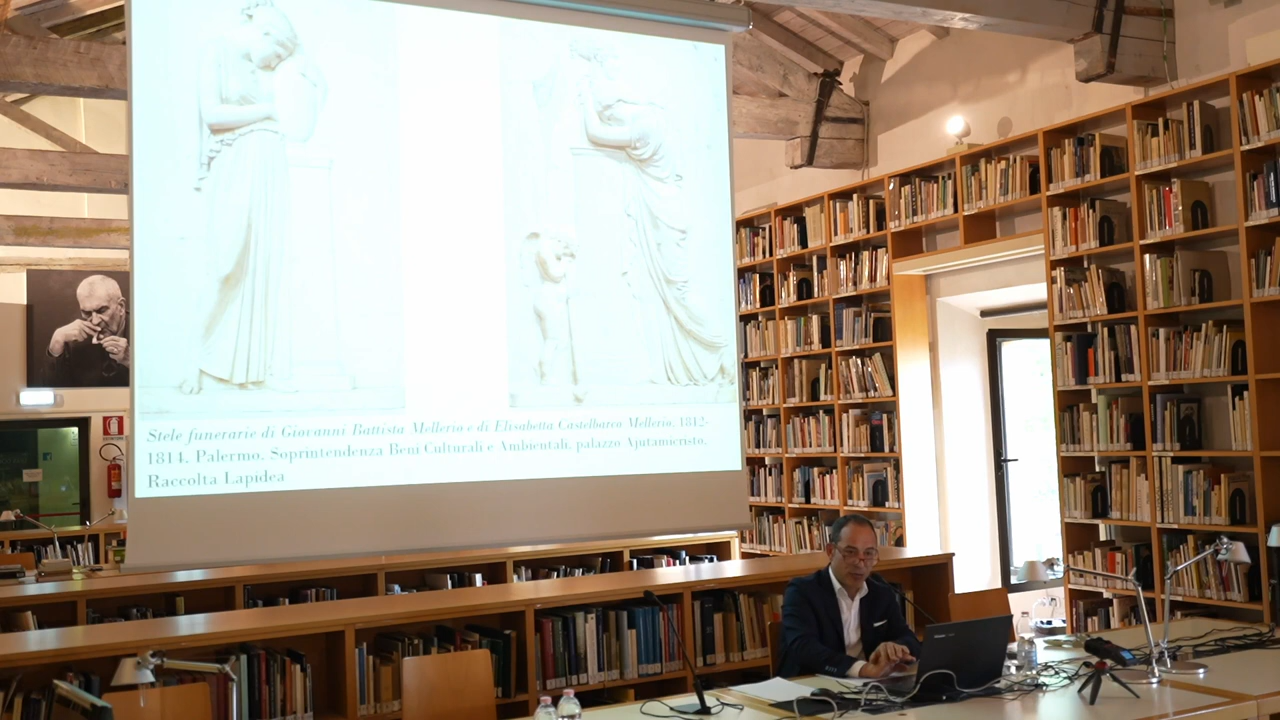 Stele funerarie di Giovanni Battista Mellerio e di Elisabetta Castelbarco Mellerio, 1812-
1814. Palermo, Soprintendenza Beni Culturali e Ambientali, palazzo Ajutamicristo,
Raccolta Lapidea